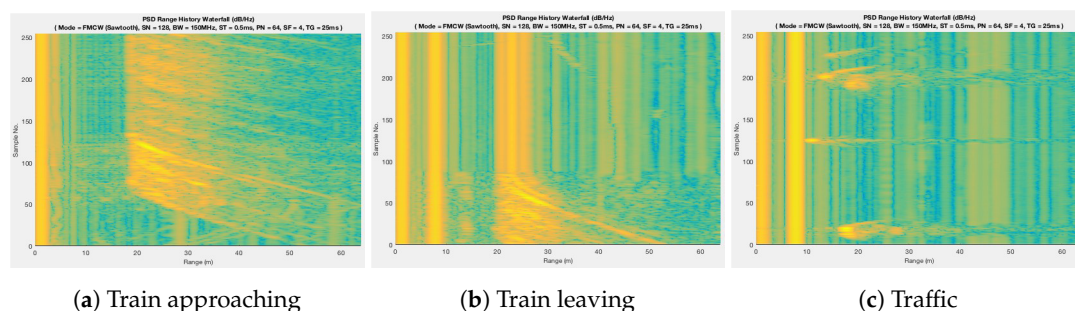 PSD Range History Waterfall (dB/Hz)
( Mode = FMCW (Sawtooth), SN = 128, BW = 150MHz, ST = 0.5ms, PN = 64, SF = 4, TG = 25ms )
250
200
150
100
50
0
Sample No.
0 10 20 30 40 50 60
Range (m)
(a) Train approaching
PSD Range History Waterfall (dB/Hz)
( Mode = FMCW (Sawtooth), SN = 128, BW = 150MHz, ST = 0.5ms, PN = 64, SF = 4, TG = 25ms )
250
200
150
100
50
0
Sample No.
0 10 20 30 40 50 60
Range (m)
(b) Train leaving
PSD Range History Waterfall (dB/Hz)
( Mode = FMCW (Sawtooth), SN = 128, BW = 150MHz, ST = 0.5ms, PN = 64, SF = 4, TG = 25ms )
250
200
150
100
50
0
Sample No.
0 10 20 30 40 50 60
Range (m)
(c) Traffic